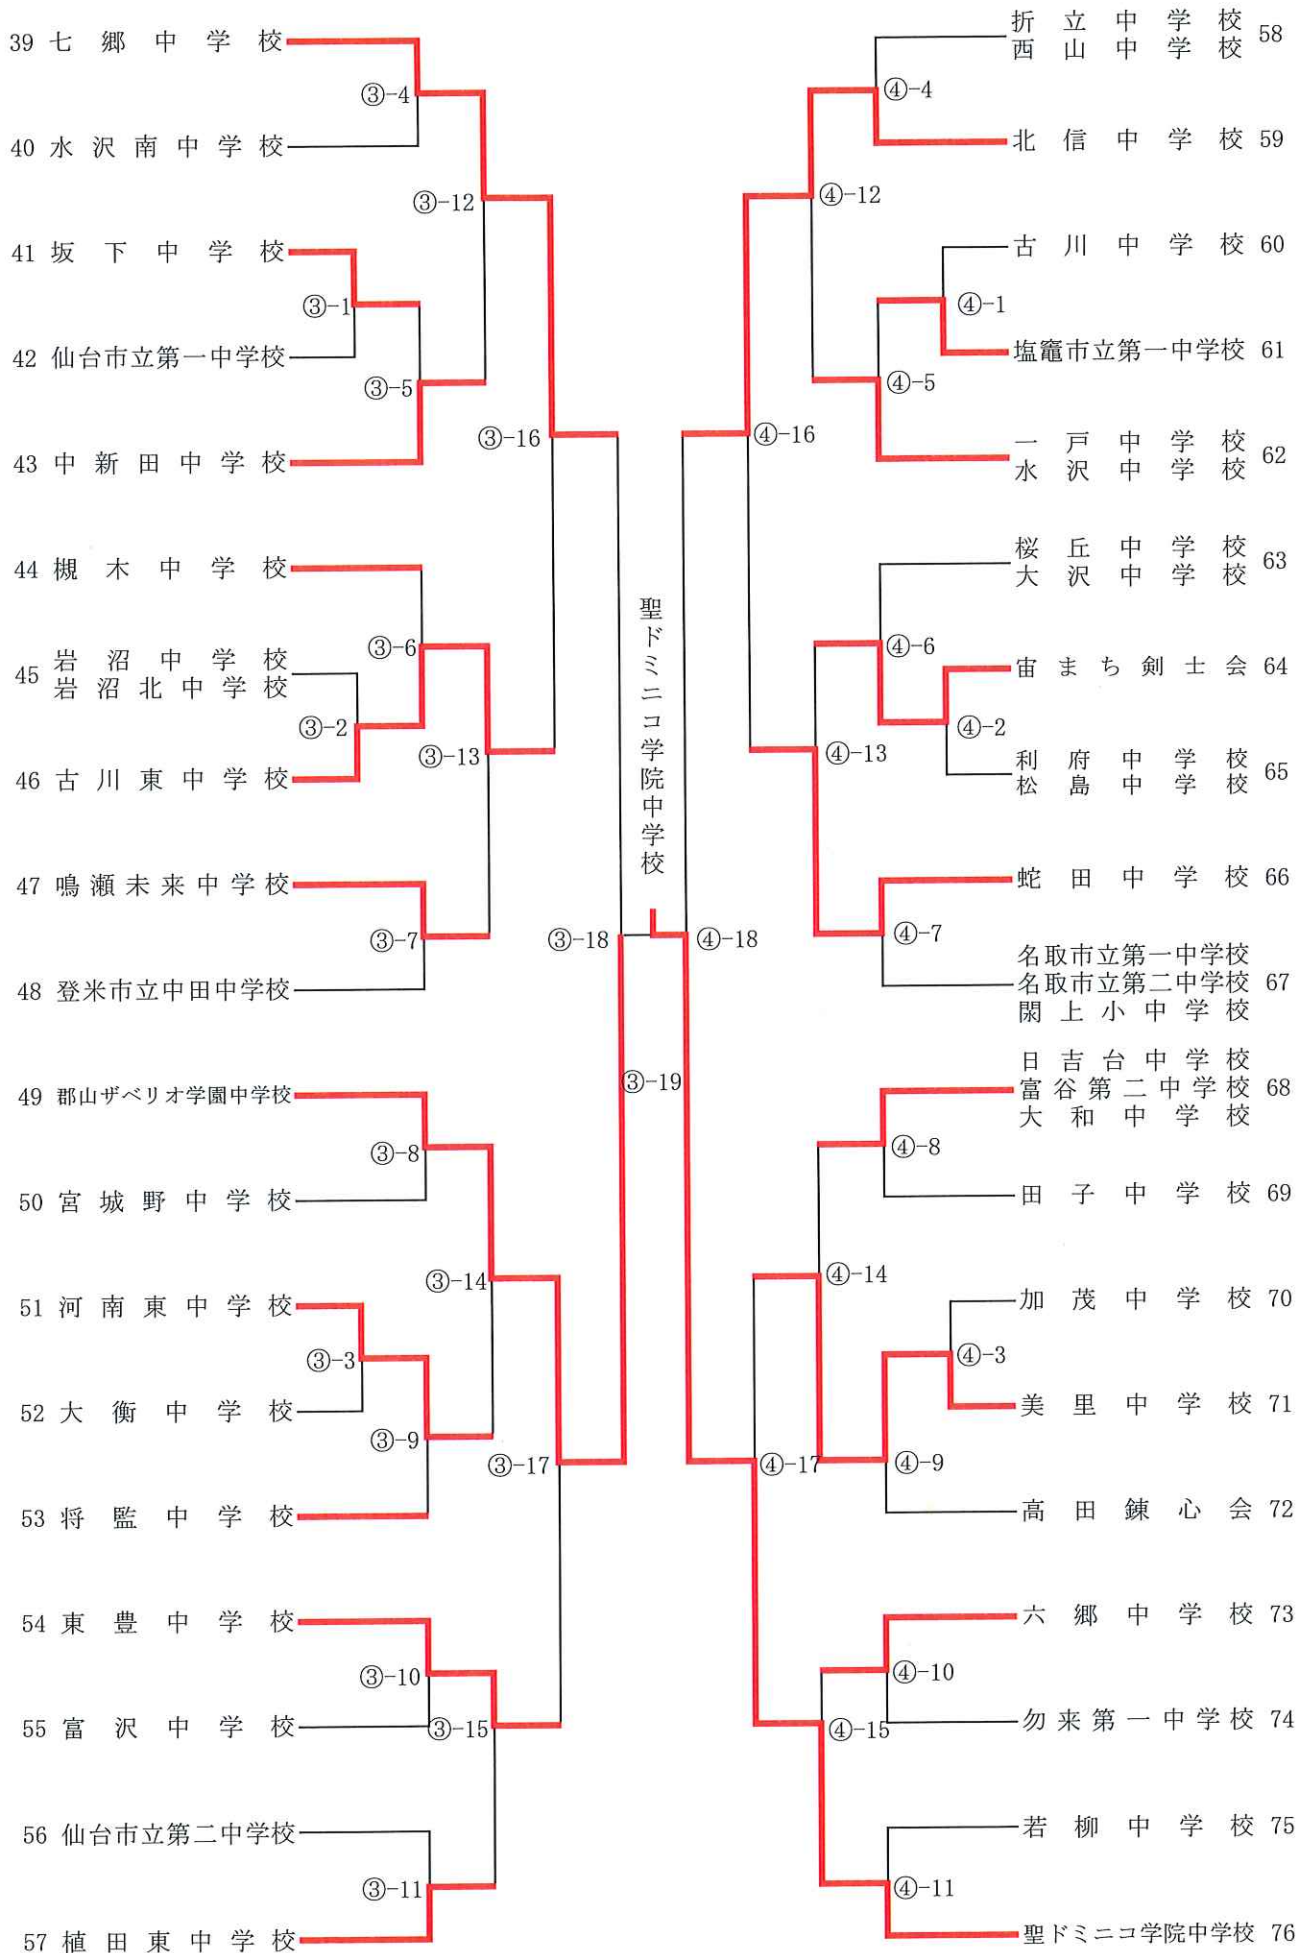 39 七郷中学校
③-4
40 水沢南中学校
③-12
41 坂下中学校
③-1
42 仙台市立第一中学校
③-5
43 中新田中学校
③-16
44 槻木中学校
③-6
岩沼中学校
45
岩沼北中学校
③-2
③-13
46 古川東中学校
47 鳴瀬未来中学校
③-7
48 登米市立中田中学校
③-18
49 郡山ザベリオ学園中学校
③-8
50 宮城野中学校
③-14
51 河南東中学校
③-3
52 大衡中学校
③-9
③-17
53 将監中学校
54 東豊中学校
③-10
55 富沢中学校
③-15
56 仙台市立第二中学校
③-11
57 植田東中学校
聖ドミニコ学院中学校
③-19
折立中学校
西山中学校
58
④-4
北信中学校 59
④-12
古川中学校 60
④-1
塩竈市立第一中学校 61
④-5
④-16
一戸中学校
水沢中学校
62
桜丘中学校
大沢中学校
63
④-6
宙まち剣士会 64
④-2
④-13
利府中学校
松島中学校
65
蛇田中学校 66
④-7
④-18
名取市立第一中学校
名取市立第二中学校 67
閖上小中学校
日吉台中学校
富谷第二中学校 68
大和中学校
④-8
田子中学校 69
④-14
加茂中学校 70
④-3
美里中学校 71
④-17
④-9
高田錬心会 72
六郷中学校 73
④-10
勿来第一中学校 74
④-15
若柳中学校 75
④-11
聖ドミニコ学院中学校 76